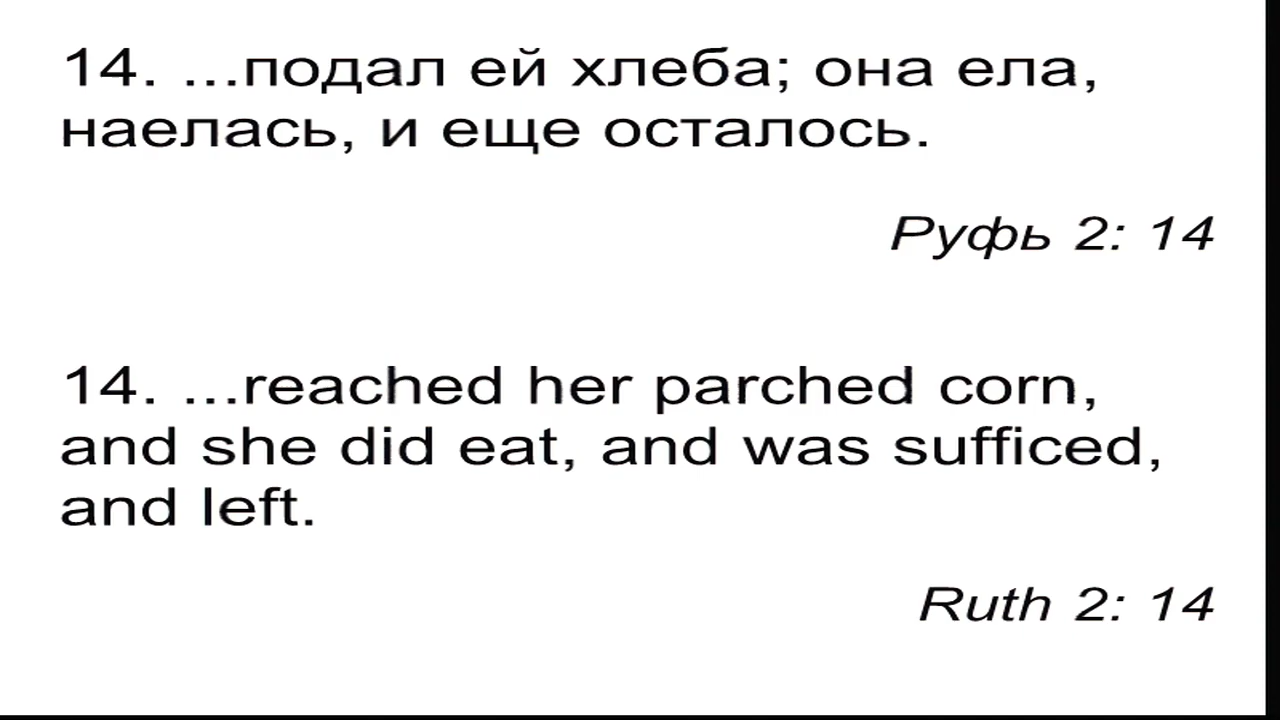 14. ...подал ей хлеба; она ела,
наелась, и еще осталось.
Руфь 2: 14
14. ...reached her parched corn,
and she did eat, and was sufficed,
and left.
Ruth 2: 14